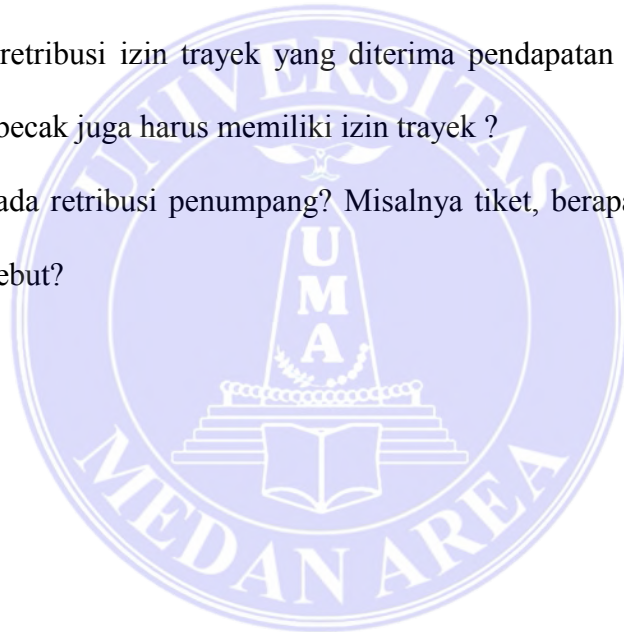 retribusi izin trayek yang diterima pendapatan
becak juga harus memiliki izin trayek ?
ada retribusi penumpang? Misalnya tiket, berapa
ebut?
UNIVERSITAS
UMA
MEDAN AREA